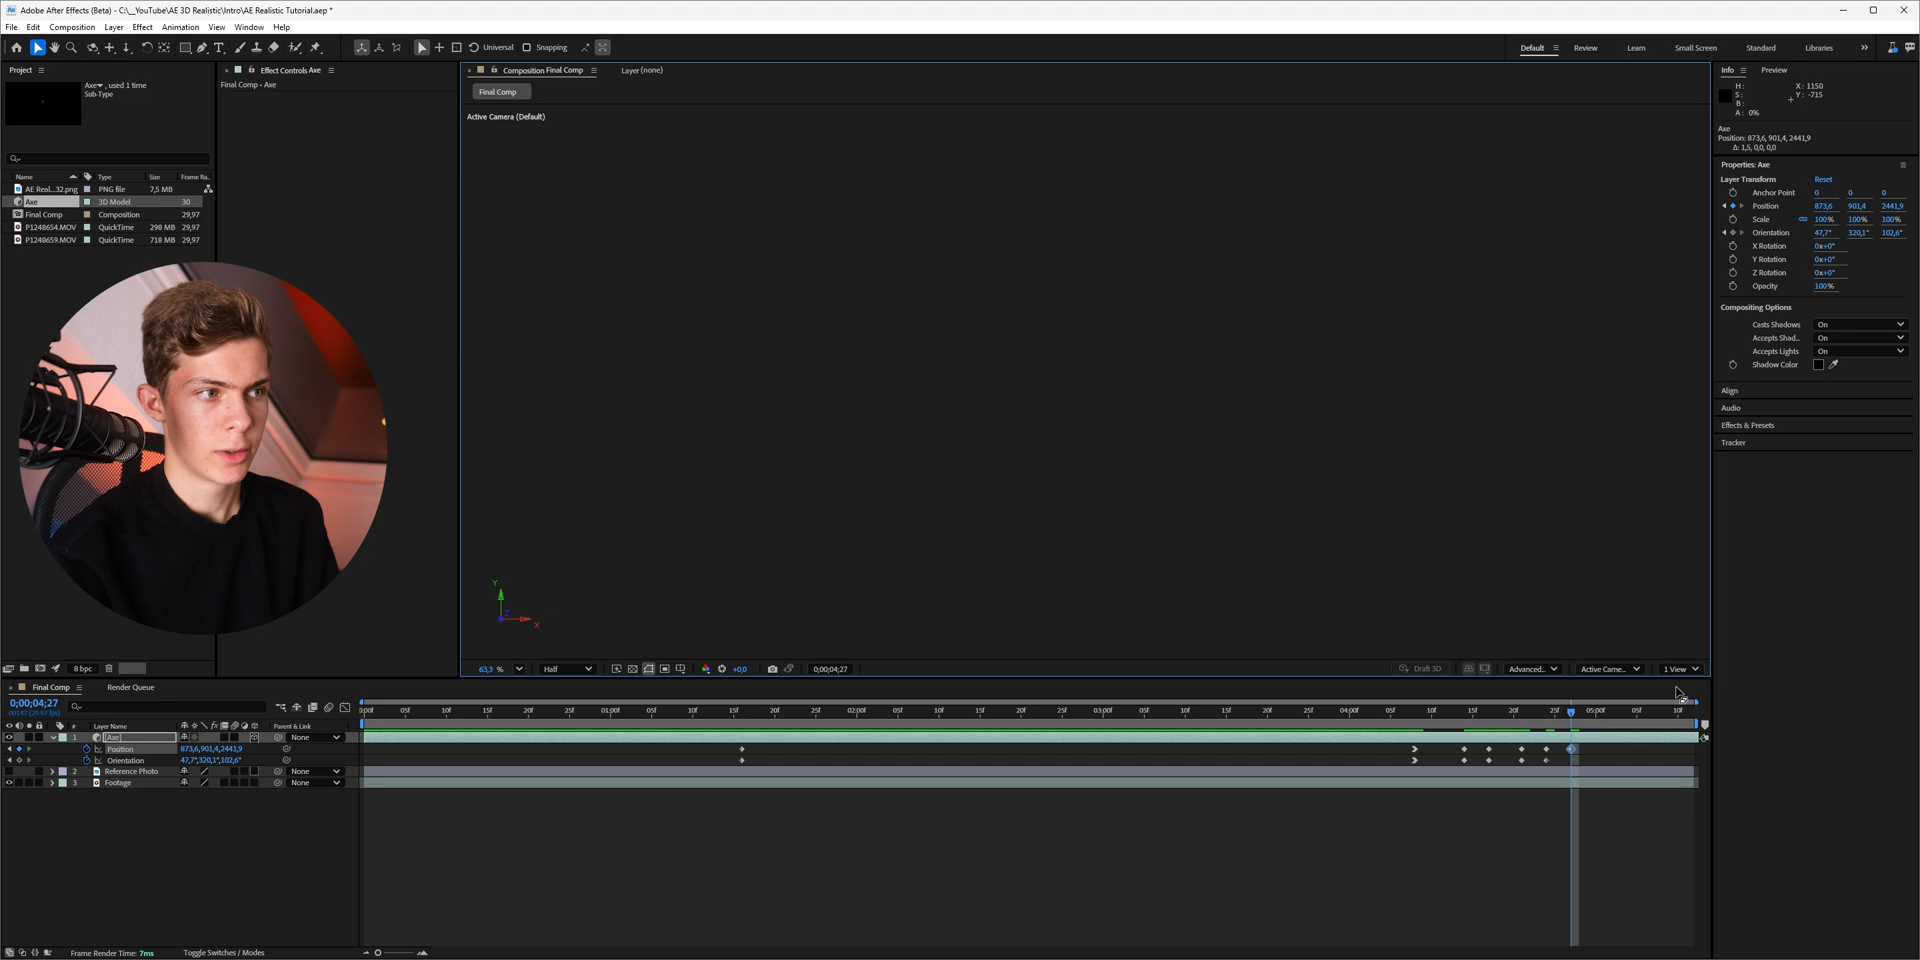 Adobe After Effects (Beta) - C:\__YouTube\AE 3D Realistic\Intro\AE Realistic Tutorial.aep *
File Edit Composition Layer Effect Animation View Window Help
Universal Snapping Default Review Learn Small Screen Standard Libraries
Project
Axe , used 1 time
Sub-Type
Name Type Size Frame Ra..
AE Real...32.png PNG file 7,5 MB
Axe 3D Model 30
Final Comp Composition 29,97
P1248654.MOV QuickTime 298 MB 29,97
P1248659.MOV QuickTime 718 MB 29,97
8 bpc
Effect Controls Axe
Final Comp - Axe
Composition Final Comp Layer (none)
Final Comp
Active Camera (Default)
Y
Z
X
63,3 % Half +0,0 0;00;04;27 Draft 3D Advanced... Active Came... 1 View
Info Preview
H : X : 1150
S : Y : -715
B :
A : 0%
Axe
Position: 873,6, 901,4, 2441,9
Δ: 1,5, 0,0, 0,0
Properties: Axe
Layer Transform Reset
Anchor Point 0 0 0
Position 873,6 901,4 2441,9
Scale 100% 100% 100%
Orientation 47,7° 320,1° 102,6°
X Rotation 0x+0°
Y Rotation 0x+0°
Z Rotation 0x+0°
Opacity 100%
Compositing Options
Casts Shadows On
Accepts Shad... On
Accepts Lights On
Shadow Color
Align
Audio
Effects & Presets
Tracker
Final Comp Render Queue
0;00;04;27
00147 (29.97 fps)
0:00f 05f 10f 15f 20f 25f 01:00f 05f 10f 15f 20f 25f 02:00f 05f 10f 15f 20f 25f 03:00f 05f 10f 15f 20f 25f 04:00f 05f 10f 15f 20f 25f 05:00f 05f 10f
# Layer Name fx Parent & Link
1 [Axe] None
Position 873,6,901,4,2441,9
Orientation 47,7°,320,1°,102,6°
2 Reference Photo None
3 Footage None
Frame Render Time: 7ms Toggle Switches / Modes